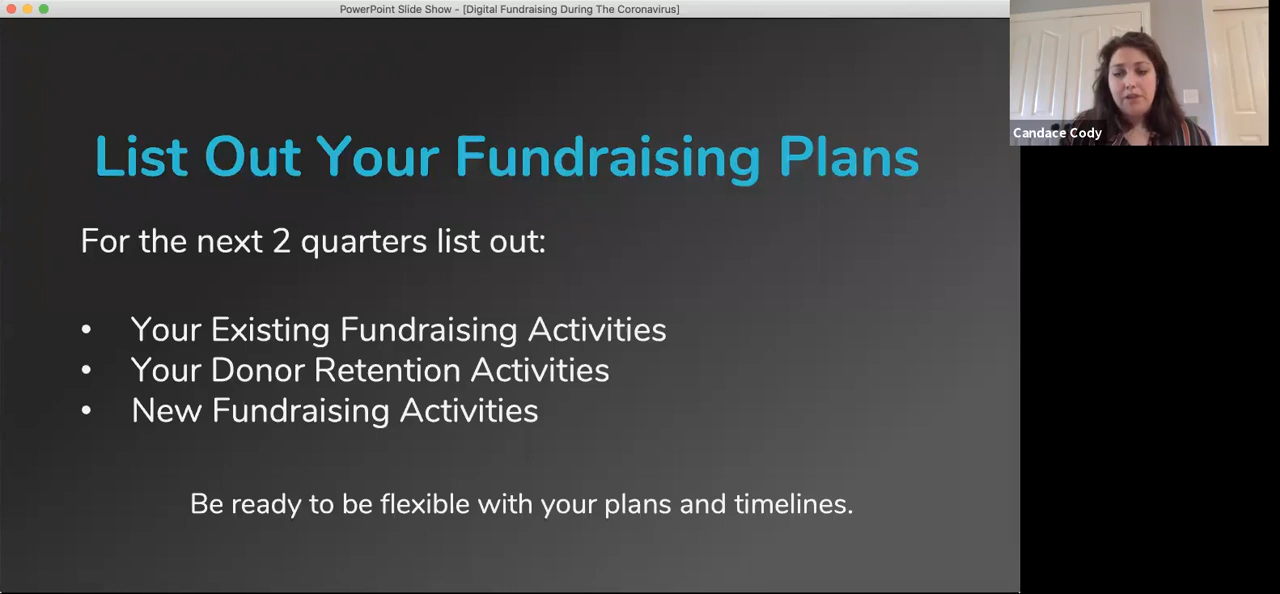 PowerPoint Slide Show - [Digital Fundraising During The Coronavirus]
Candace Cody
List Out Your Fundraising Plans
For the next 2 quarters list out:
• Your Existing Fundraising Activities
• Your Donor Retention Activities
• New Fundraising Activities
Be ready to be flexible with your plans and timelines.